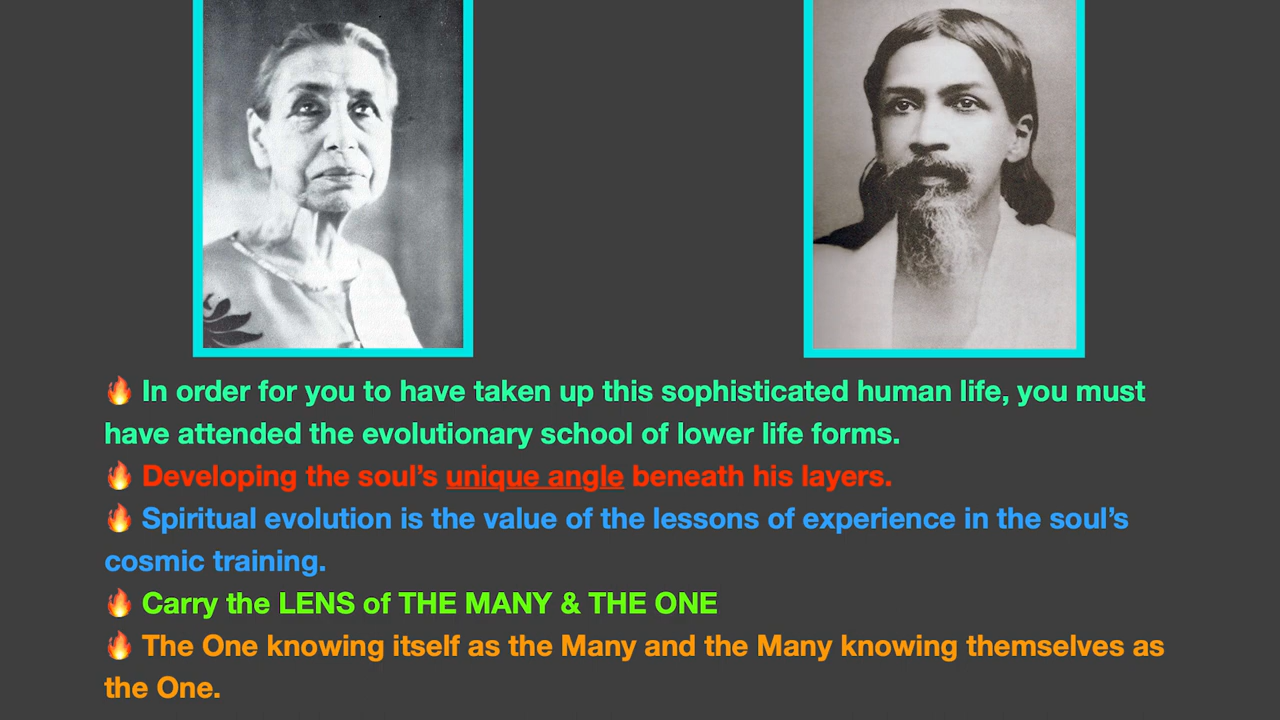 🔥 In order for you to have taken up this sophisticated human life, you must
have attended the evolutionary school of lower life forms.
🔥 Developing the soul’s unique angle beneath his layers.
🔥 Spiritual evolution is the value of the lessons of experience in the soul’s
cosmic training.
🔥 Carry the LENS of THE MANY & THE ONE
🔥 The One knowing itself as the Many and the Many knowing themselves as
the One.